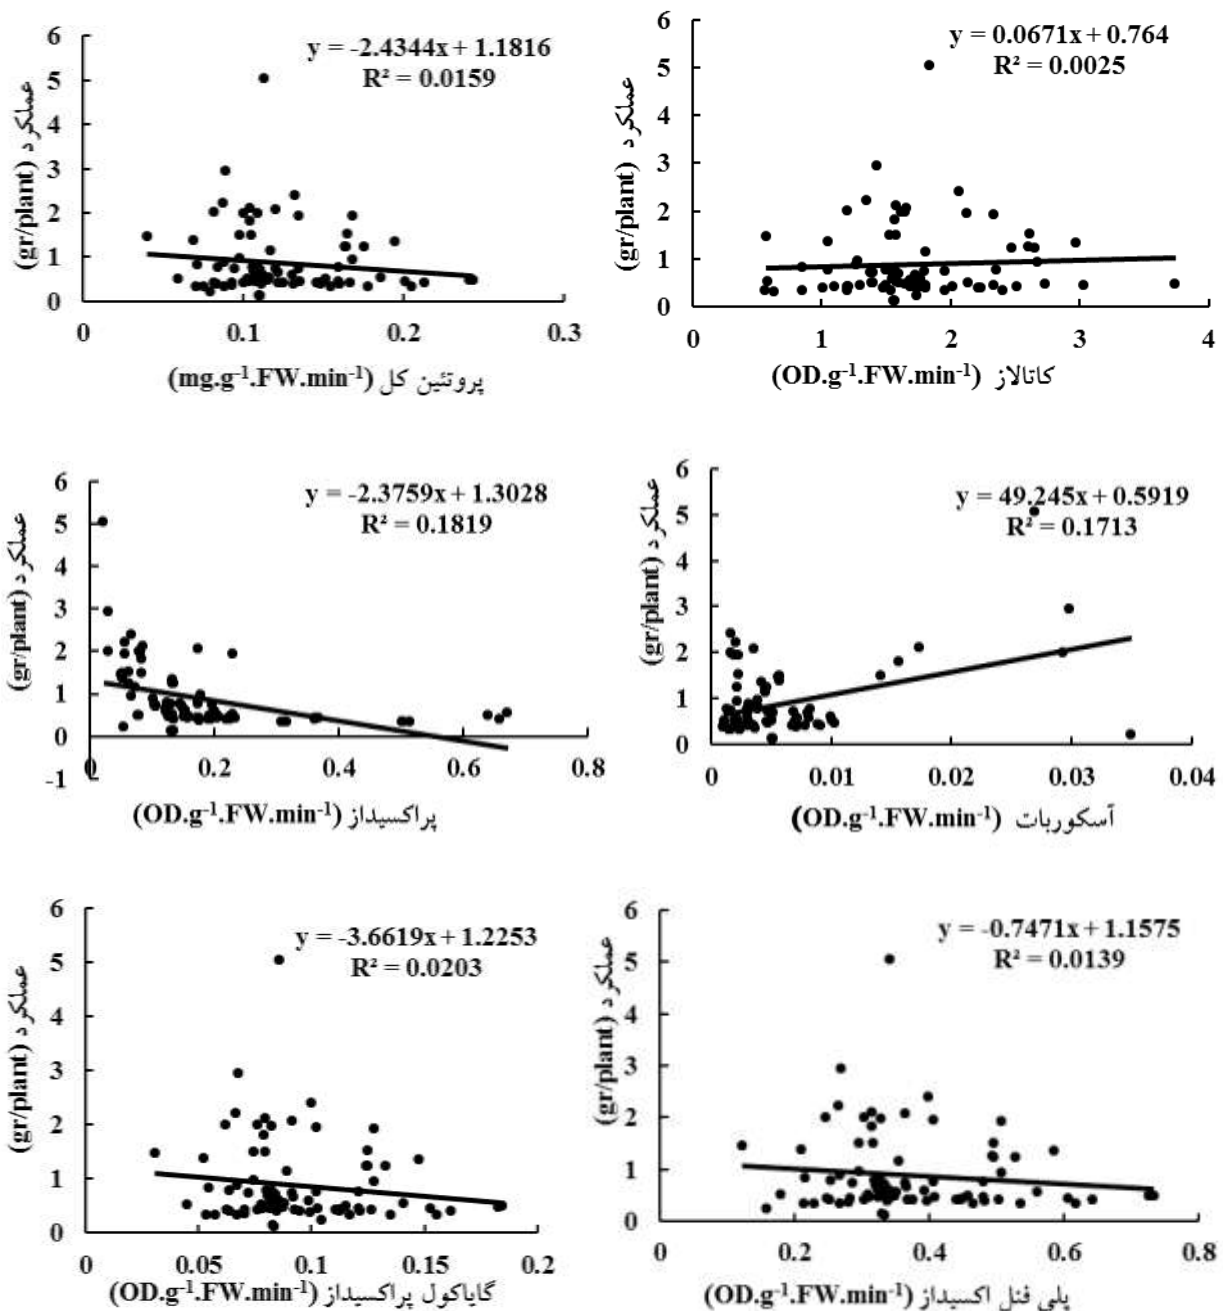 y = -2.4344x + 1.1816
R² = 0.0159
عملکرد (gr/plant)
6
5
4
3
2
1
0
0 0.1 0.2 0.3
پروتئین کل (mg.g⁻¹.FW.min⁻¹)
y = 0.0671x + 0.764
R² = 0.0025
عملکرد (gr/plant)
6
5
4
3
2
1
0
0 1 2 3 4
کاتالاز (OD.g⁻¹.FW.min⁻¹)
y = -2.3759x + 1.3028
R² = 0.1819
عملکرد (gr/plant)
6
5
4
3
2
1
0
-1
0 0.2 0.4 0.6 0.8
پراکسیداز (OD.g⁻¹.FW.min⁻¹)
y = 49.245x + 0.5919
R² = 0.1713
عملکرد (gr/plant)
6
5
4
3
2
1
0
0 0.01 0.02 0.03 0.04
آسکوربات (OD.g⁻¹.FW.min⁻¹)
y = -3.6619x + 1.2253
R² = 0.0203
عملکرد (gr/plant)
6
5
4
3
2
1
0
0 0.05 0.1 0.15 0.2
گایاکول پراکسیداز (OD.g⁻¹.FW.min⁻¹)
y = -0.7471x + 1.1575
R² = 0.0139
عملکرد (gr/plant)
6
5
4
3
2
1
0
0 0.2 0.4 0.6 0.8
پلی فنل اکسیداز (OD.g⁻¹.FW.min⁻¹)